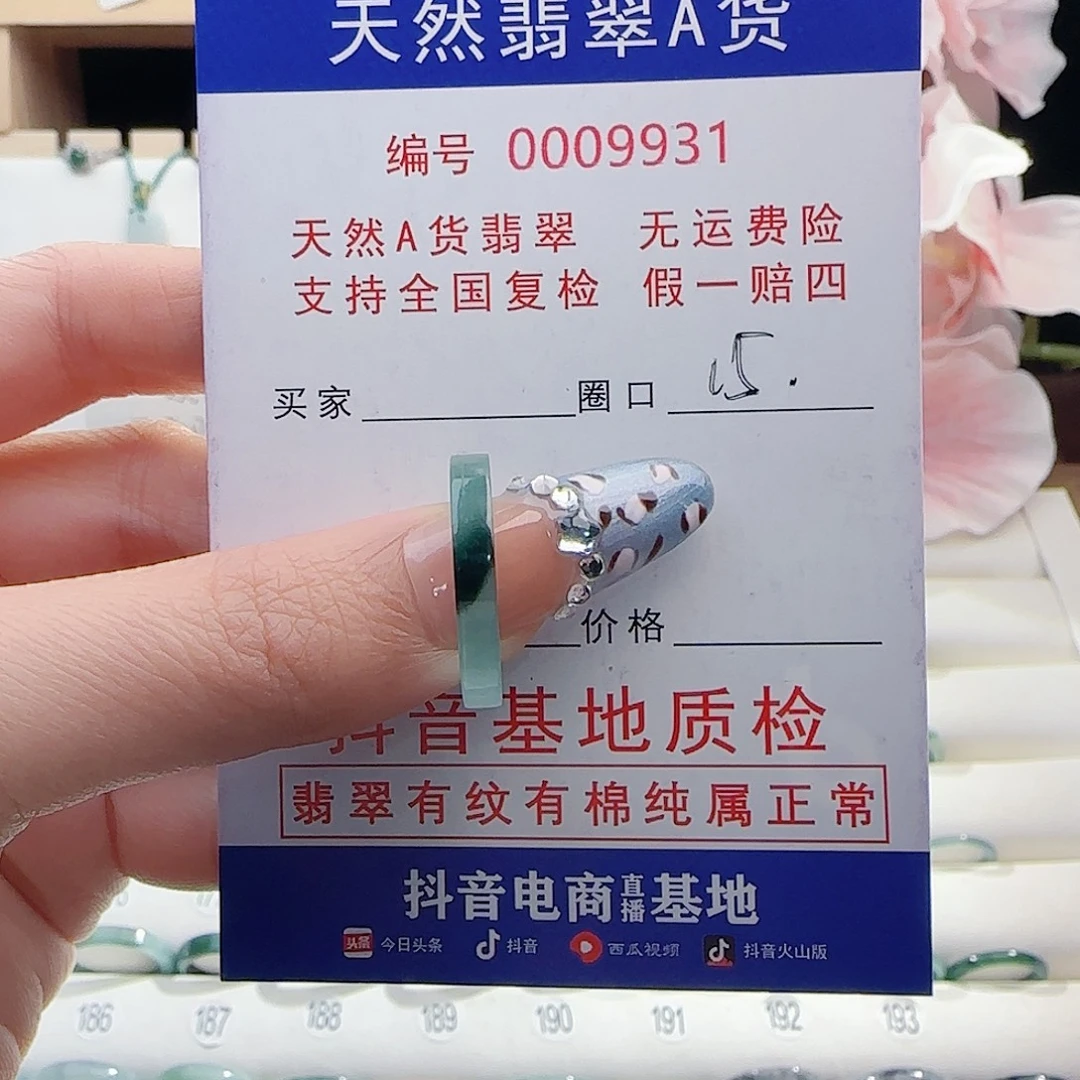 天然翡翠A货
编号 0009931
天然A货翡翠 无运费险
支持全国复检 假一赔四
买家 圈口 15.
价格
抖音基地质检
翡翠有纹有棉纯属正常
抖音电商直播基地
头条 今日头条 抖音 西瓜视频 抖音火山版
186 187 188 189 190 191 192 193